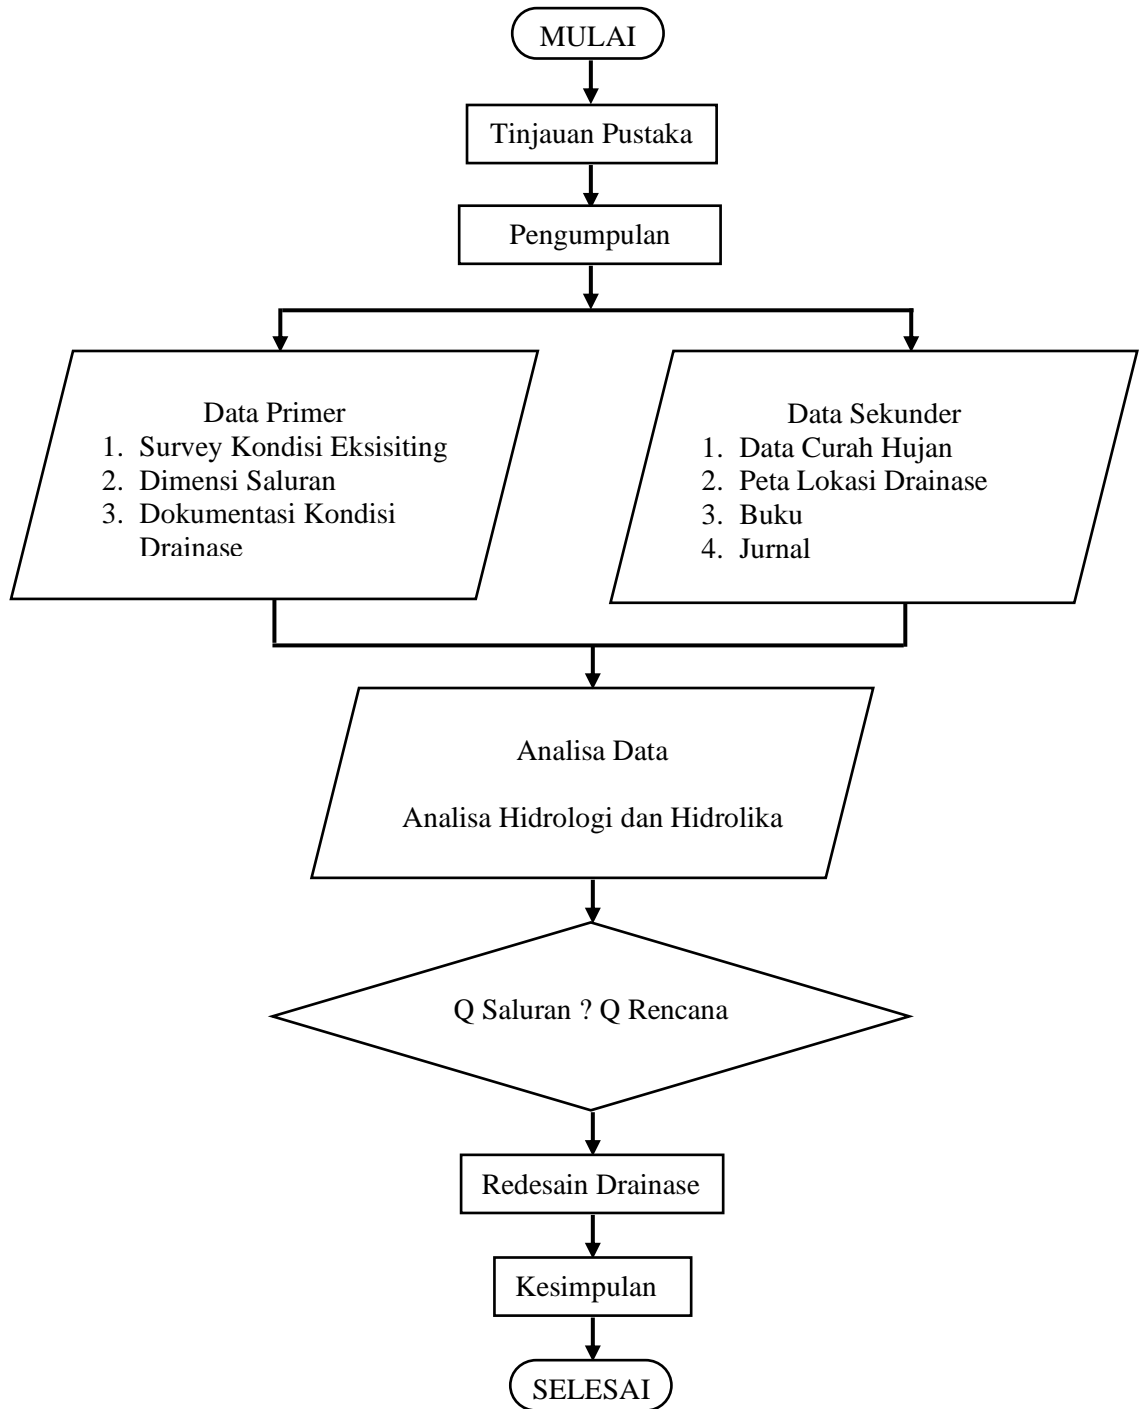 MULAI
Tinjauan Pustaka
Pengumpulan
Data Primer
1. Survey Kondisi Eksisiting
2. Dimensi Saluran
3. Dokumentasi Kondisi
Drainase
Data Sekunder
1. Data Curah Hujan
2. Peta Lokasi Drainase
3. Buku
4. Jurnal
Analisa Data
Analisa Hidrologi dan Hidrolika
Q Saluran ? Q Rencana
Redesain Drainase
Kesimpulan
SELESAI